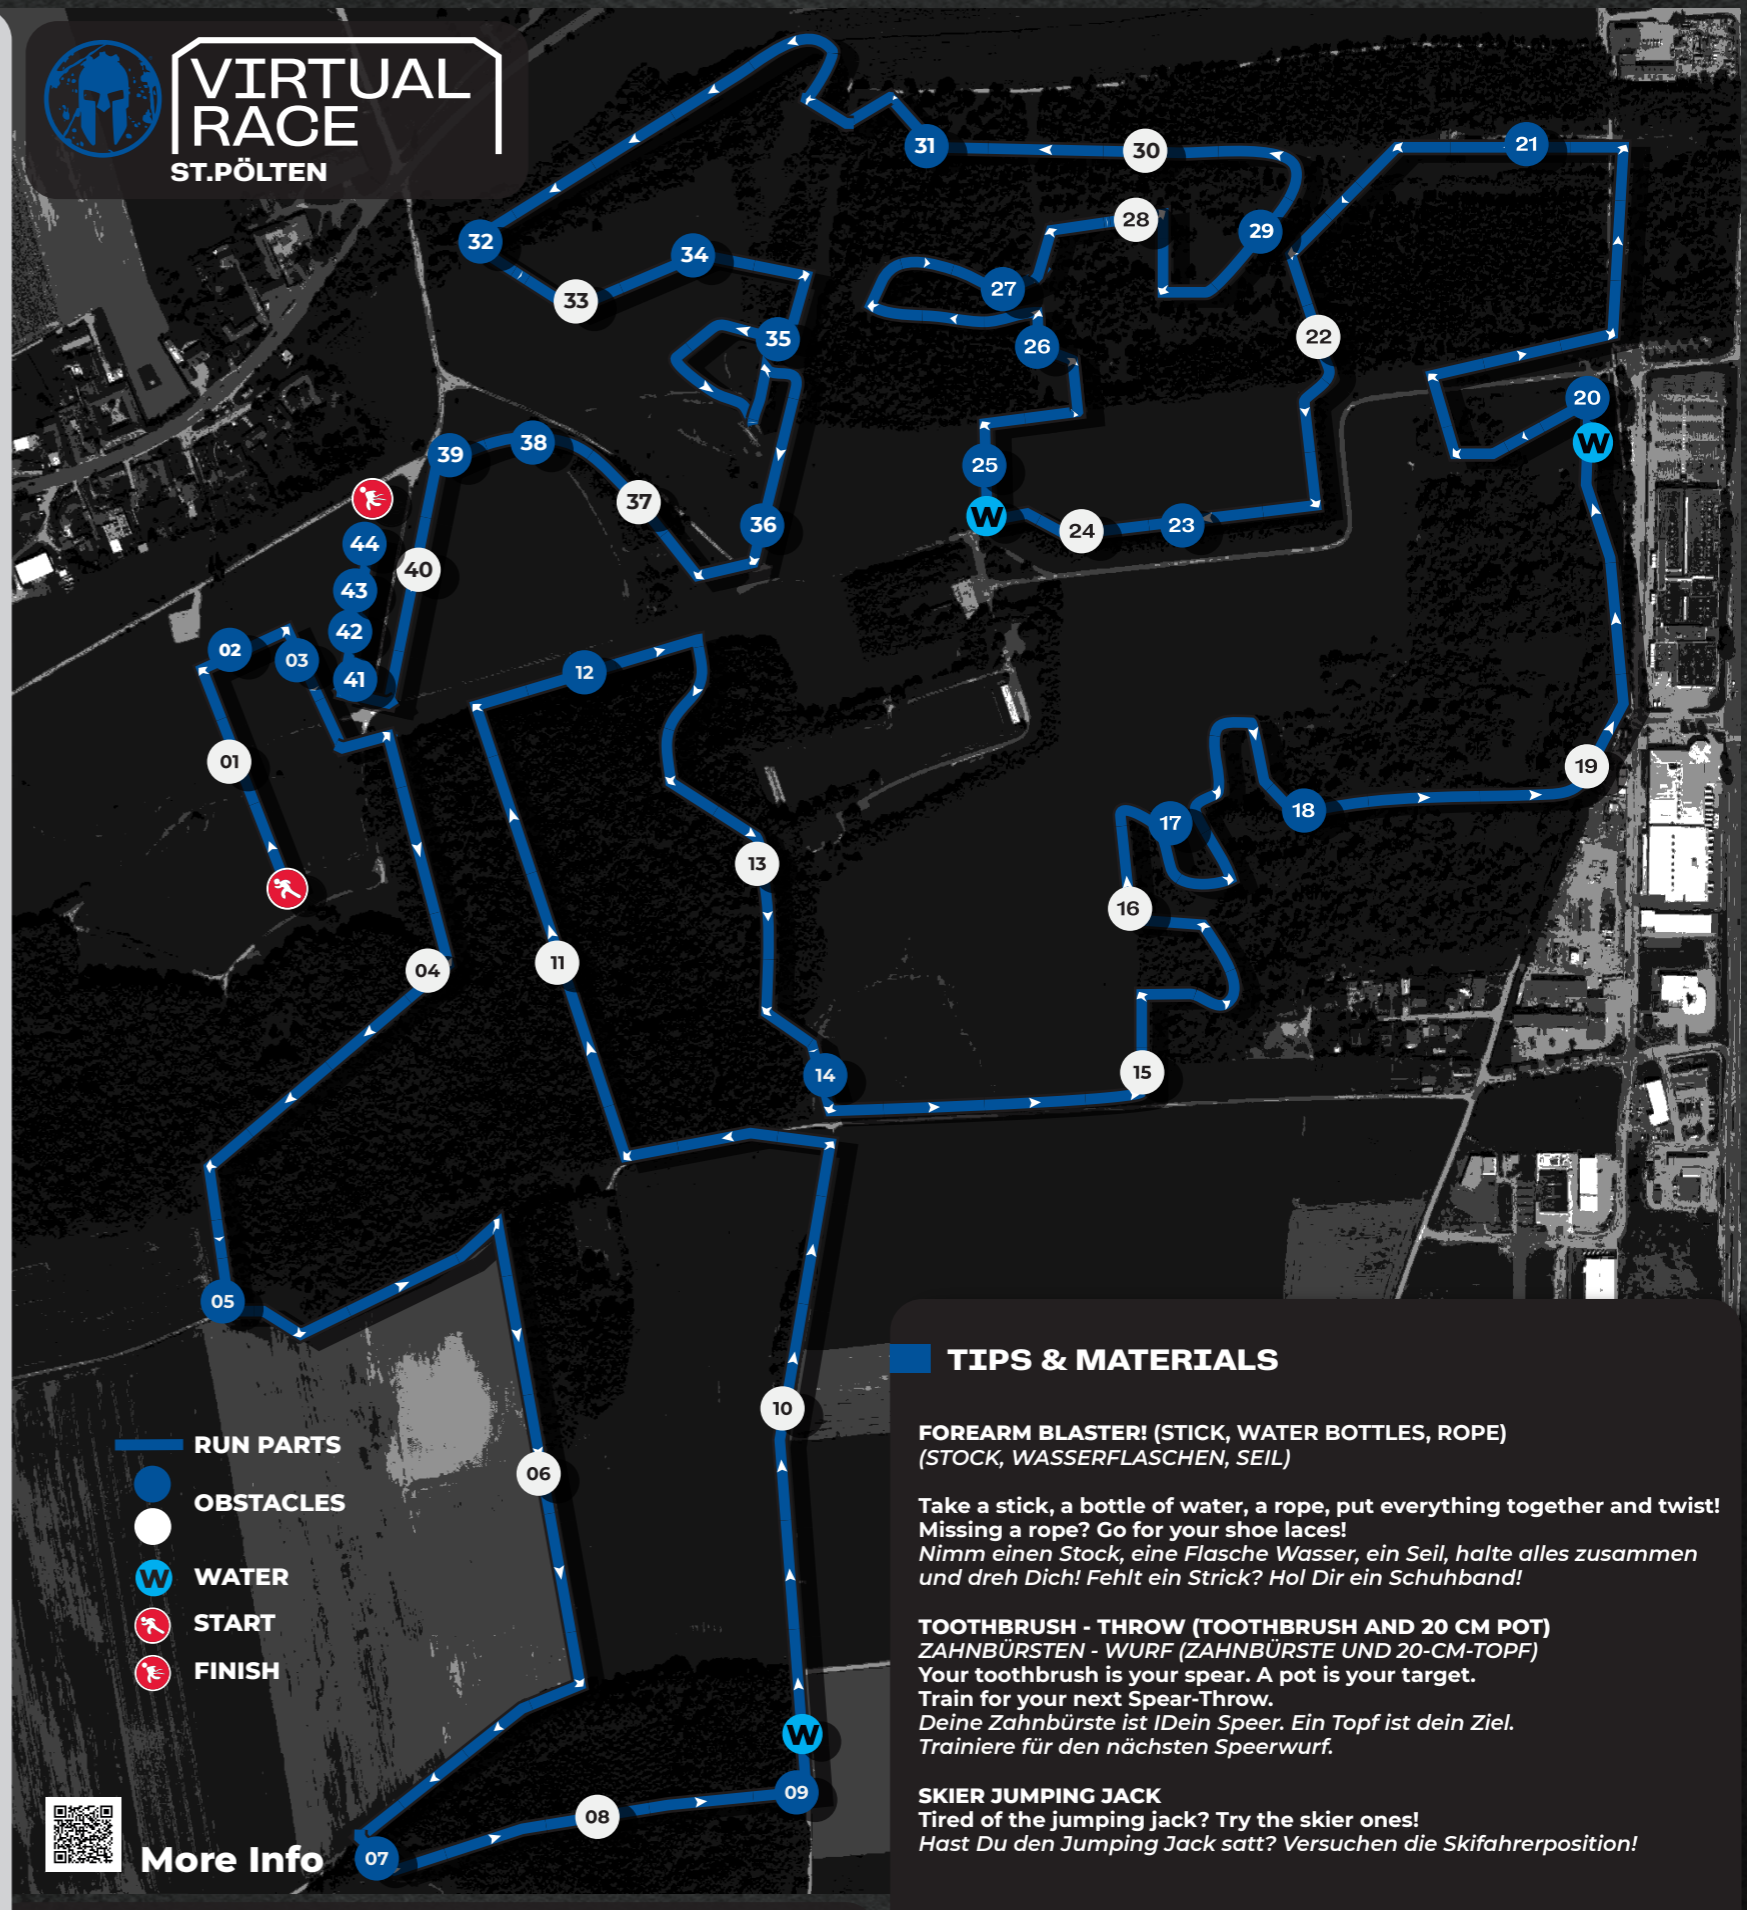 VIRTUAL
RACE
ST.PÖLTEN
31
30
21
28
29
32
34
27
33
35
26
22
20
W
39
38
25
37
W
24
23
36
44
40
43
42
02
03
41
12
01
19
18
17
13
16
04
11
15
14
05
10
06
W
09
08
07
RUN PARTS
OBSTACLES
W WATER
START
FINISH
More Info
TIPS & MATERIALS
FOREARM BLASTER! (STICK, WATER BOTTLES, ROPE)
(STOCK, WASSERFLASCHEN, SEIL)
Take a stick, a bottle of water, a rope, put everything together and twist!
Missing a rope? Go for your shoe laces!
Nimm einen Stock, eine Flasche Wasser, ein Seil, halte alles zusammen
und dreh Dich! Fehlt ein Strick? Hol Dir ein Schuhband!
TOOTHBRUSH - THROW (TOOTHBRUSH AND 20 CM POT)
ZAHNBÜRSTEN - WURF (ZAHNBÜRSTE UND 20-CM-TOPF)
Your toothbrush is your spear. A pot is your target.
Train for your next Spear-Throw.
Deine Zahnbürste ist IDein Speer. Ein Topf ist dein Ziel.
Trainiere für den nächsten Speerwurf.
SKIER JUMPING JACK
Tired of the jumping jack? Try the skier ones!
Hast Du den Jumping Jack satt? Versuchen die Skifahrerposition!